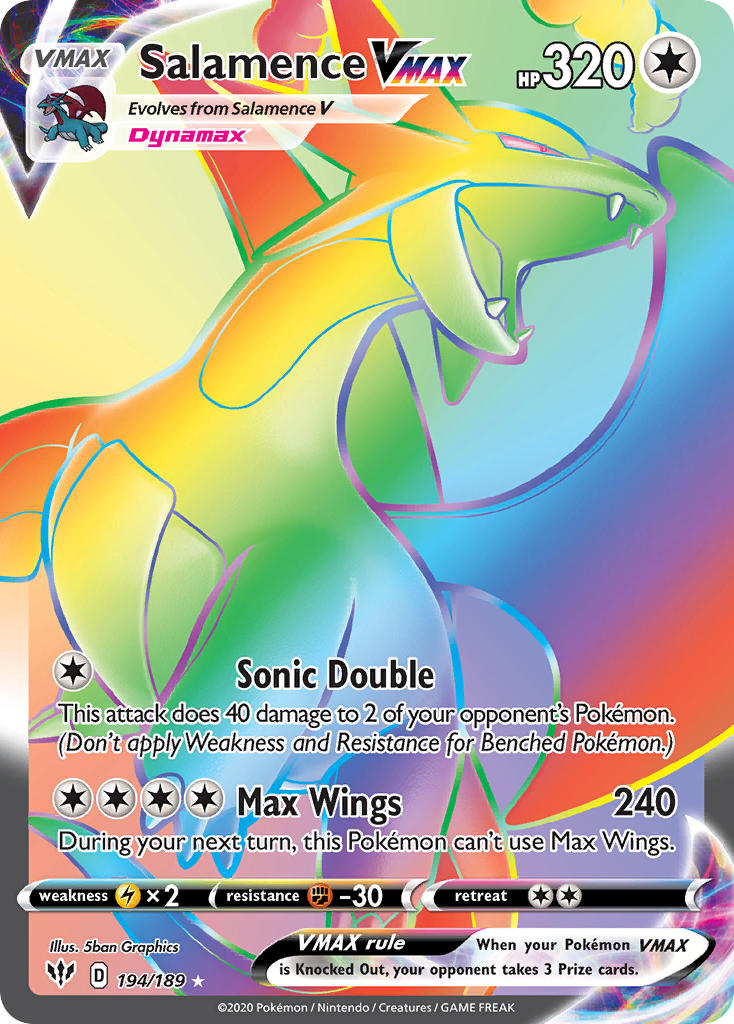 VMAX
Salamence VMAX
HP 320
Evolves from Salamence V
Dynamax
Sonic Double
This attack does 40 damage to 2 of your opponent's Pokémon.
(Don't apply Weakness and Resistance for Benched Pokémon.)
Max Wings 240
During your next turn, this Pokémon can't use Max Wings.
weakness ×2 resistance -30 retreat
Illus. 5ban Graphics
D 194/189
VMAX rule When your Pokémon VMAX
is Knocked Out, your opponent takes 3 Prize cards.
©2020 Pokémon / Nintendo / Creatures / GAME FREAK